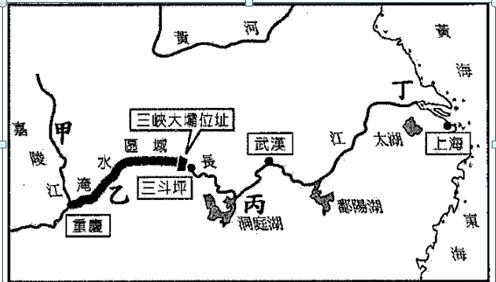 黃河
黃海
丁
三峽大壩位址
武漢
江
太湖
上海
甲
嘉陵江
淹水區域
長
乙
三斗坪
丙
洞庭湖
鄱陽湖
重慶
東海